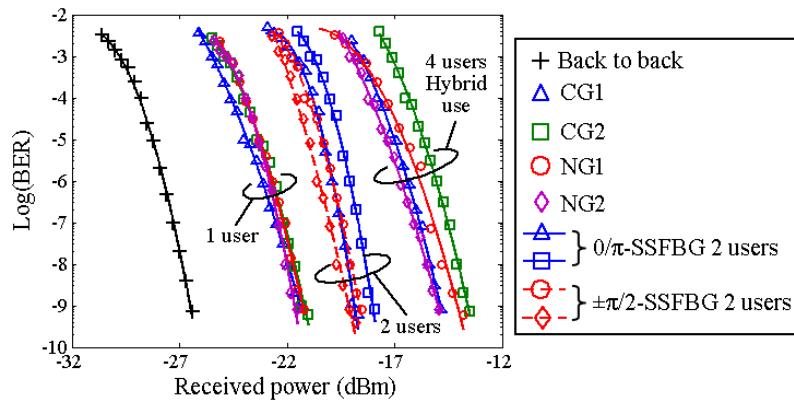 Log(BER)
-2
-3
-4
-5
-6
-7
-8
-9
-10
-32
-27
-22
-17
-12
Received power (dBm)
1 user
2 users
4 users
Hybrid
use
Back to back
CG1
CG2
NG1
NG2
0/π-SSFBG 2 users
±π/2-SSFBG 2 users